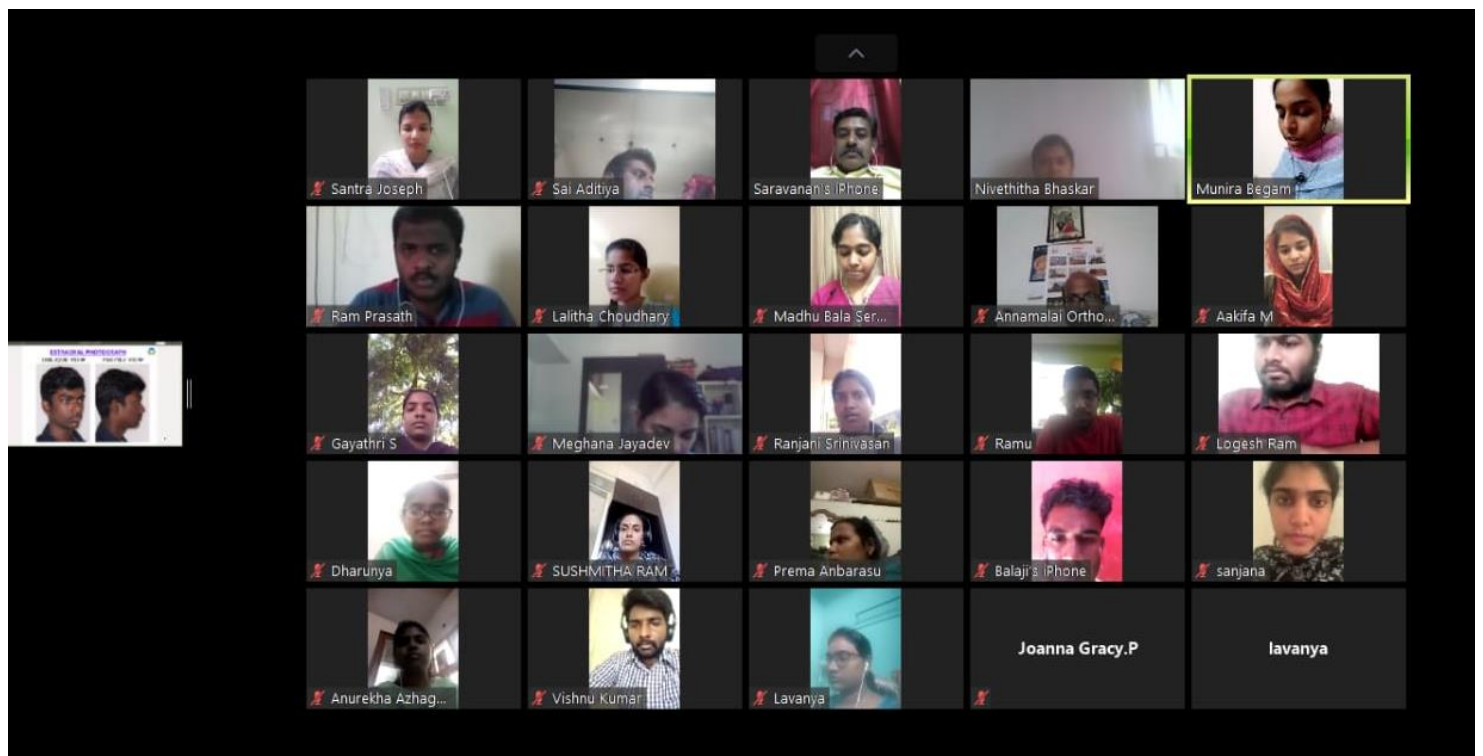 EXTRAORAL PHOTOGRAPH
Santra Joseph
Sai Aditiya
Saravanan's iPhone
Nivethitha Bhaskar
Munira Begam
Ram Prasath
Lalitha Choudhary
Madhu Bala Ser...
Annamalai Ortho...
Aakifa M
Gayathri S
Meghana Jayadev
Ranjani Srinivasan
Ramu
Logesh Ram
Dharunya
SUSHMITHA RAM
Prema Anbarasu
Balaji's iPhone
sanjana
Anurekha Azhag...
Vishnu Kumar
Lavanya
Joanna Gracy.P
lavanya